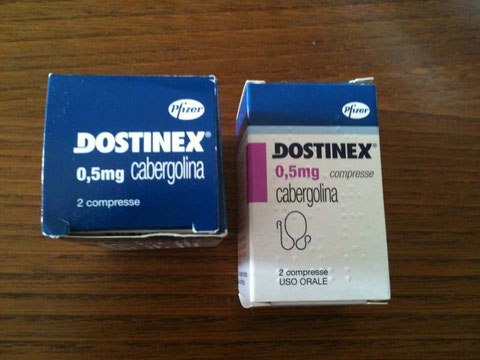 Pfizer
DOSTINEX®
0,5mg cabergolina
2 compresse
Pfizer
DOSTINEX®
0,5mg compresse
cabergolina
2 compresse
USO ORALE